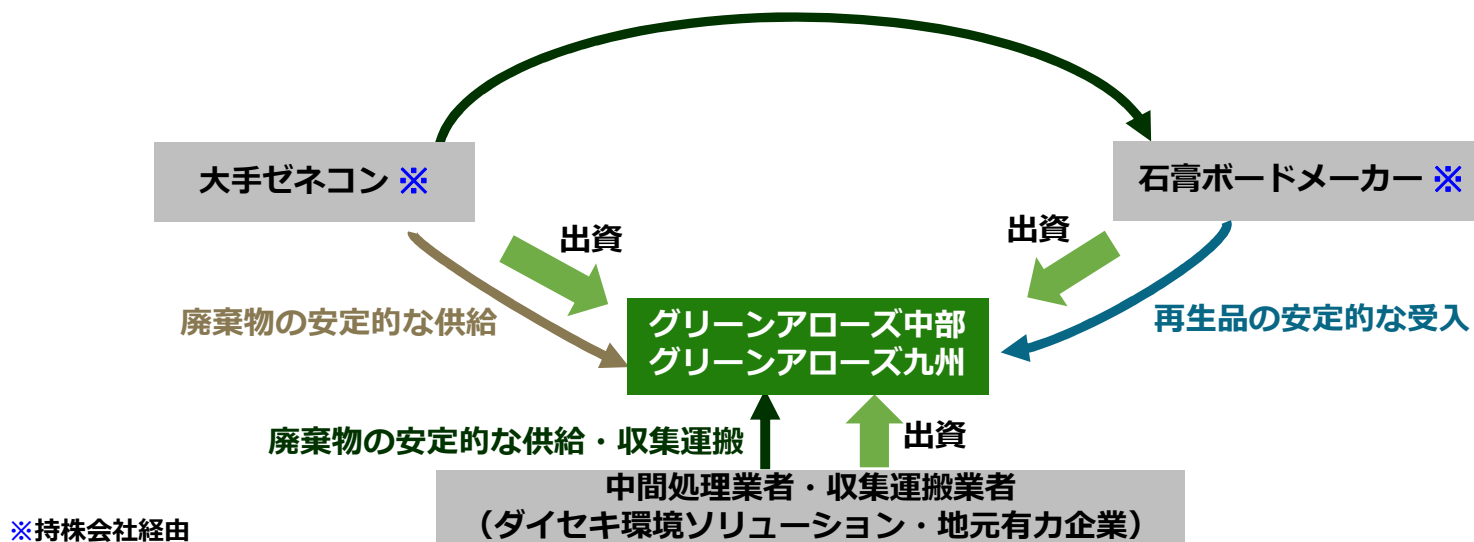 大手ゼネコン ※
石膏ボードメーカー ※
出資
出資
廃棄物の安定的な供給
再生品の安定的な受入
グリーンアローズ中部
グリーンアローズ九州
廃棄物の安定的な供給・収集運搬
出資
中間処理業者・収集運搬業者
（ダイセキ環境ソリューション・地元有力企業）
※持株会社経由